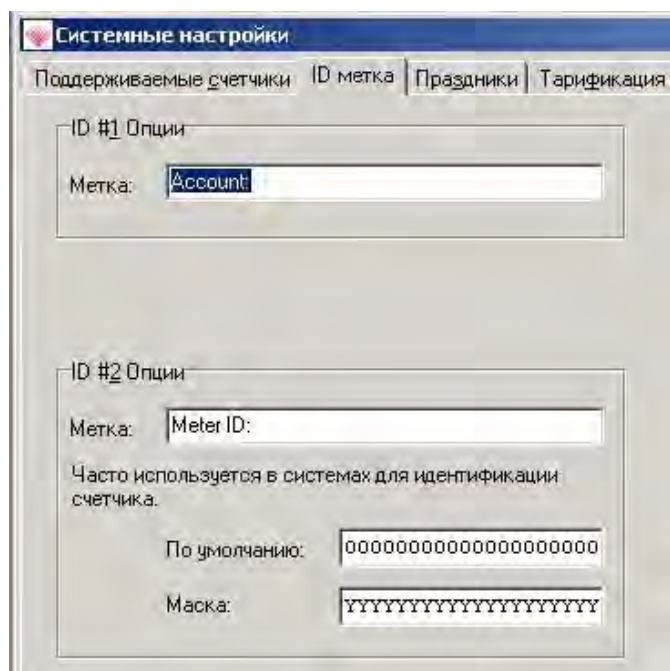 Системные настройки
Поддерживаемые счетчики ID метка Праздники Тарификация
ID #1 Опции
Метка: Account:
ID #2 Опции
Метка: Meter ID:
Часто используется в системах для идентификации
счетчика.
По умолчанию: 00000000000000000000
Маска: YYYYYYYYYYYYYYYYYYYY